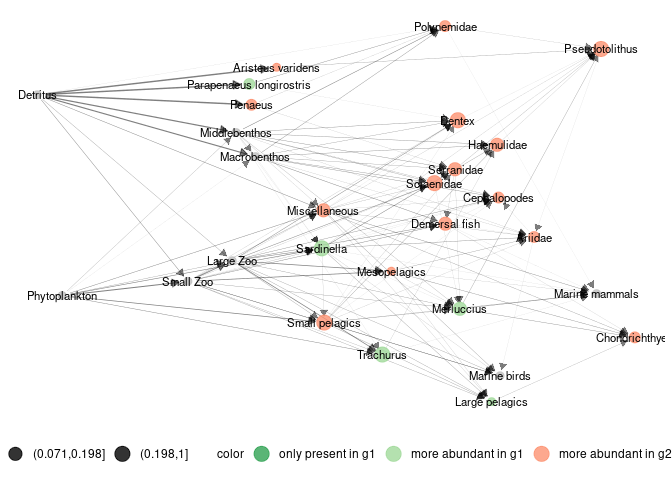 Polynemidae
Pseudotolithus
Aristeus varidens
Parapenaeus longirostris
Detritus
Penaeus
Dentex
Middlebenthos
Haemulidae
Macrobenthos
Serranidae
Sciaenidae
Cephalopodes
Miscellaneous
Demersal fish
Ariidae
Sardinella
Large Zoo
Mesopelagics
Small Zoo
Phytoplankton
Marine mammals
Merluccius
Small pelagics
Chondrichthye
Trachurus
Marine birds
Large pelagics
(0.071,0.198] (0.198,1] color only present in g1 more abundant in g1 more abundant in g2